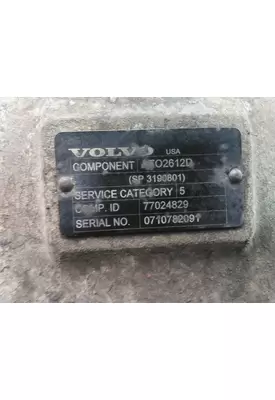 VOLVO USA
COMPONENT ATO2612D
(SP 3190801)
SERVICE CATEGORY 5
COMP. ID 77024829
SERIAL NO. 0710782091